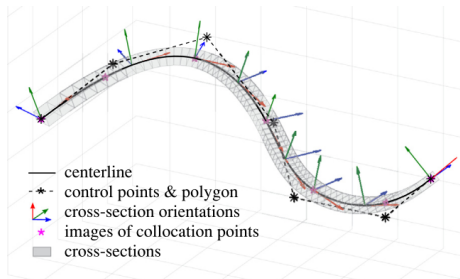 centerline
control points & polygon
cross-section orientations
images of collocation points
cross-sections